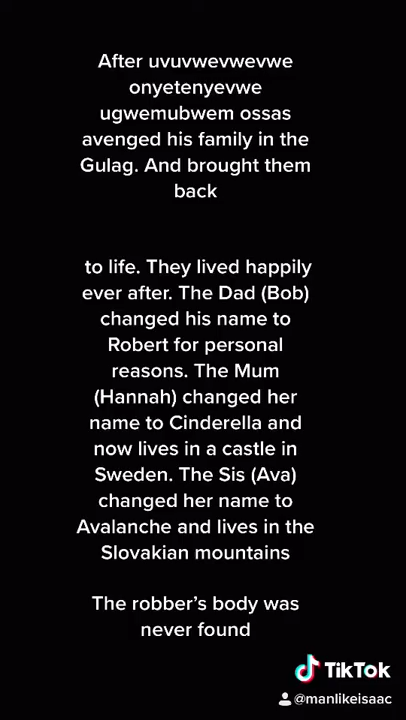 After uvuvwevwevwe
onyetenyevwe
ugwemubwem ossas
avenged his family in the
Gulag. And brought them
back
to life. They lived happily
ever after. The Dad (Bob)
changed his name to
Robert for personal
reasons. The Mum
(Hannah) changed her
name to Cinderella and
now lives in a castle in
Sweden. The Sis (Ava)
changed her name to
Avalanche and lives in the
Slovakian mountains
The robber’s body was
never found
TikTok
@manlikeisaac